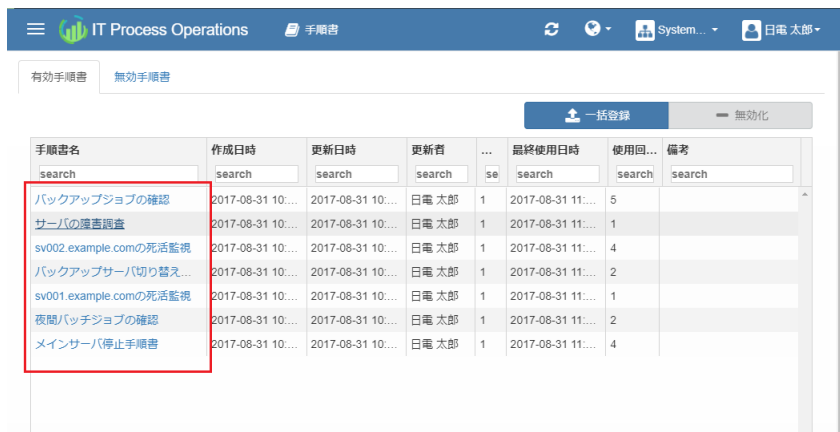 IT Process Operations 手順書 System... 日電 太郎
有効手順書 無効手順書
一括登録 無効化
手順書名 作成日時 更新日時 更新者 ... 最終使用日時 使用回... 備考
search search search search se search search search
バックアップジョブの確認 2017-08-31 10:... 2017-08-31 10:... 日電 太郎 1 2017-08-31 11:... 5
サーバの障害調査 2017-08-31 10:... 2017-08-31 10:... 日電 太郎 1 2017-08-31 11:... 1
sv002.example.comの死活監視 2017-08-31 10:... 2017-08-31 10:... 日電 太郎 1 2017-08-31 11:... 4
バックアップサーバ切り替え... 2017-08-31 10:... 2017-08-31 10:... 日電 太郎 1 2017-08-31 11:... 2
sv001.example.comの死活監視 2017-08-31 10:... 2017-08-31 10:... 日電 太郎 1 2017-08-31 11:... 1
夜間バッチジョブの確認 2017-08-31 10:... 2017-08-31 10:... 日電 太郎 1 2017-08-31 11:... 2
メインサーバ停止手順書 2017-08-31 10:... 2017-08-31 10:... 日電 太郎 1 2017-08-31 11:... 4